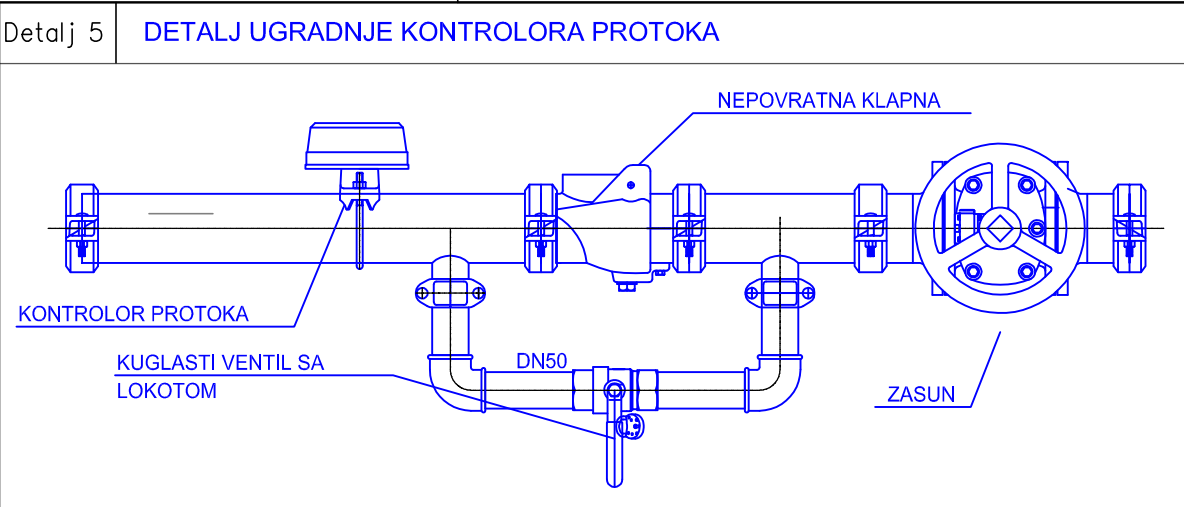 Detalj 5
DETALJ UGRADNJE KONTROLORA PROTOKA
NEPOVRATNA KLAPNA
KONTROLOR PROTOKA
KUGLASTI VENTIL SA
LOKOTOM
DN50
ZASUN